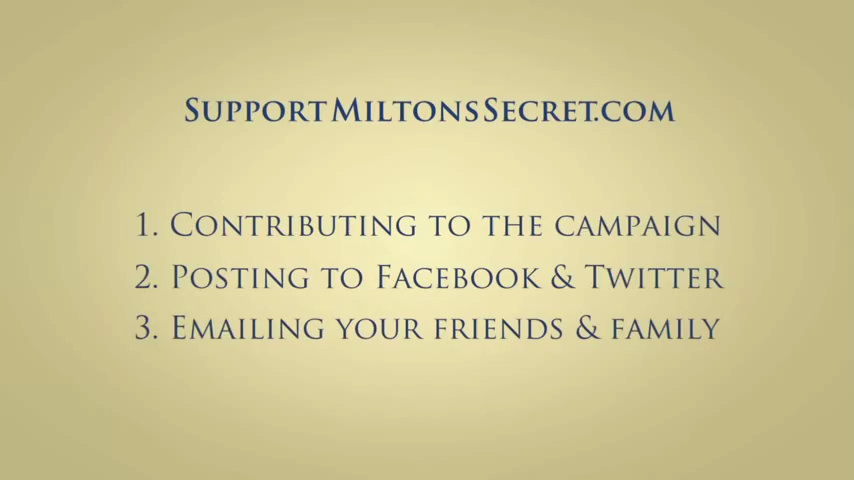 SupportMiltonsSecret.com
1. Contributing to the campaign
2. Posting to Facebook & Twitter
3. Emailing your friends & family